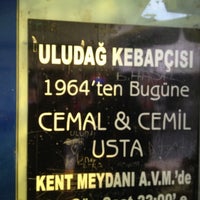 ULUDAĞ KEBAPÇISI
1964'ten Bugüne
CEMAL & CEMİL
USTA
KENT MEYDANI A.V.M.'de